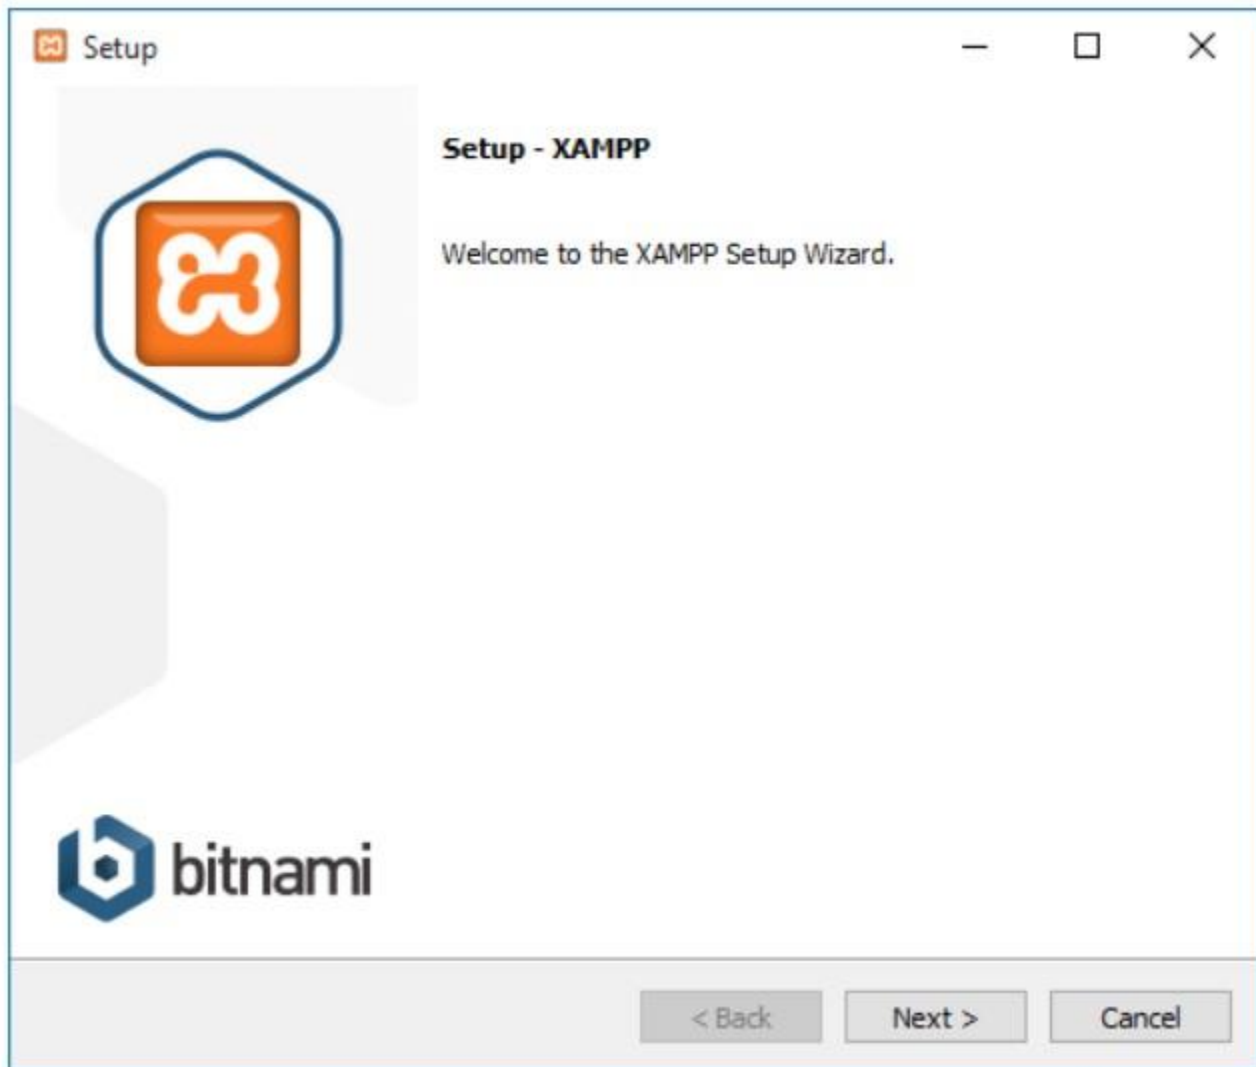 Setup
Setup - XAMPP
Welcome to the XAMPP Setup Wizard.
bitnami
< Back
Next >
Cancel